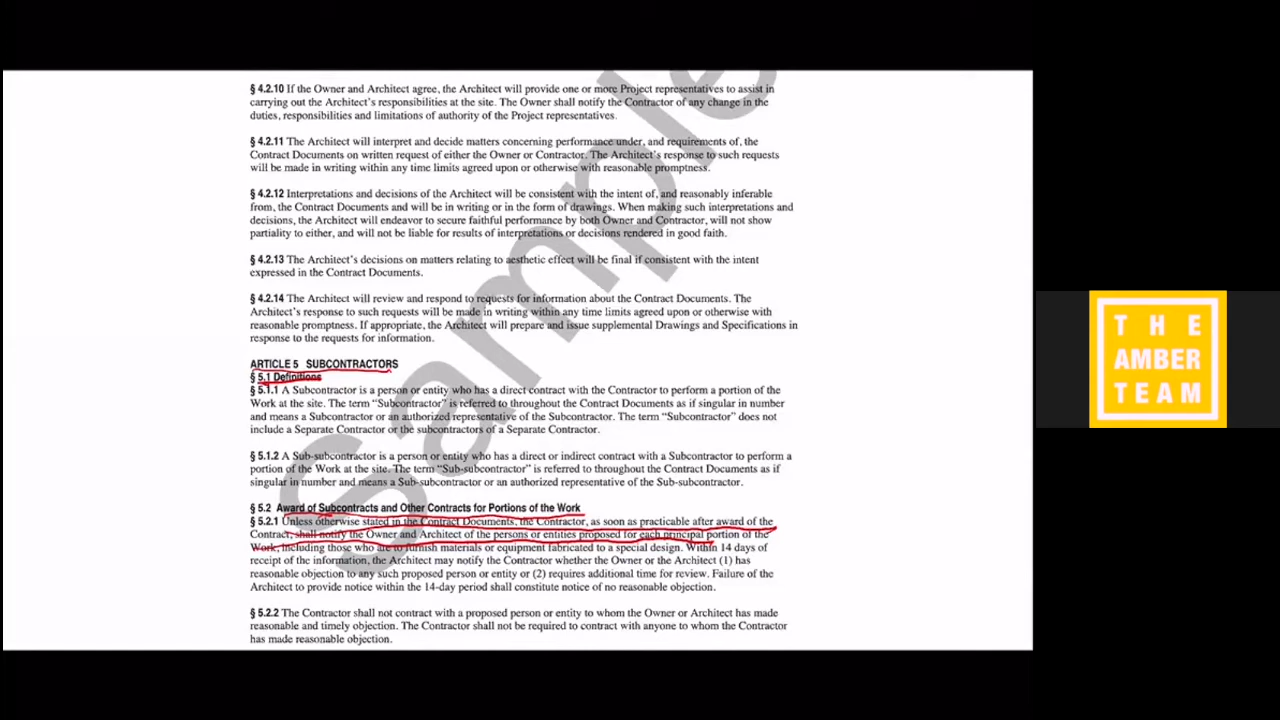 § 4.2.10 If the Owner and Architect agree, the Architect will provide one or more Project representatives to assist in
carrying out the Architect's responsibilities at the site. The Owner shall notify the Contractor of any change in the
duties, responsibilities and limitations of authority of the Project representatives.
§ 4.2.11 The Architect will interpret and decide matters concerning performance under, and requirements of, the
Contract Documents on written request of either the Owner or Contractor. The Architect's response to such requests
will be made in writing within any time limits agreed upon or otherwise with reasonable promptness.
§ 4.2.12 Interpretations and decisions of the Architect will be consistent with the intent of, and reasonably inferable
from, the Contract Documents and will be in writing or in the form of drawings. When making such interpretations and
decisions, the Architect will endeavor to secure faithful performance by both Owner and Contractor, will not show
partiality to either, and will not be liable for results of interpretations or decisions rendered in good faith.
§ 4.2.13 The Architect's decisions on matters relating to aesthetic effect will be final if consistent with the intent
expressed in the Contract Documents.
§ 4.2.14 The Architect will review and respond to requests for information about the Contract Documents. The
Architect's response to such requests will be made in writing within any time limits agreed upon or otherwise with
reasonable promptness. If appropriate, the Architect will prepare and issue supplemental Drawings and Specifications in
response to the requests for information.
ARTICLE 5 SUBCONTRACTORS
§ 5.1 Definitions
§ 5.1.1 A Subcontractor is a person or entity who has a direct contract with the Contractor to perform a portion of the
Work at the site. The term “Subcontractor” is referred to throughout the Contract Documents as if singular in number
and means a Subcontractor or an authorized representative of the Subcontractor. The term “Subcontractor” does not
include a Separate Contractor or the subcontractors of a Separate Contractor.
§ 5.1.2 A Sub-subcontractor is a person or entity who has a direct or indirect contract with a Subcontractor to perform a
portion of the Work at the site. The term “Sub-subcontractor” is referred to throughout the Contract Documents as if
singular in number and means a Sub-subcontractor or an authorized representative of the Sub-subcontractor.
§ 5.2 Award of Subcontracts and Other Contracts for Portions of the Work
§ 5.2.1 Unless otherwise stated in the Contract Documents, the Contractor, as soon as practicable after award of the
Contract, shall notify the Owner and Architect of the persons or entities proposed for each principal portion of the
Work, including those who are to furnish materials or equipment fabricated to a special design. Within 14 days of
receipt of the information, the Architect may notify the Contractor whether the Owner or the Architect (1) has
reasonable objection to any such proposed person or entity or (2) requires additional time for review. Failure of the
Architect to provide notice within the 14-day period shall constitute notice of no reasonable objection.
§ 5.2.2 The Contractor shall not contract with a proposed person or entity to whom the Owner or Architect has made
reasonable and timely objection. The Contractor shall not be required to contract with anyone to whom the Contractor
has made reasonable objection.
Sample
THE
AMBER
TEAM